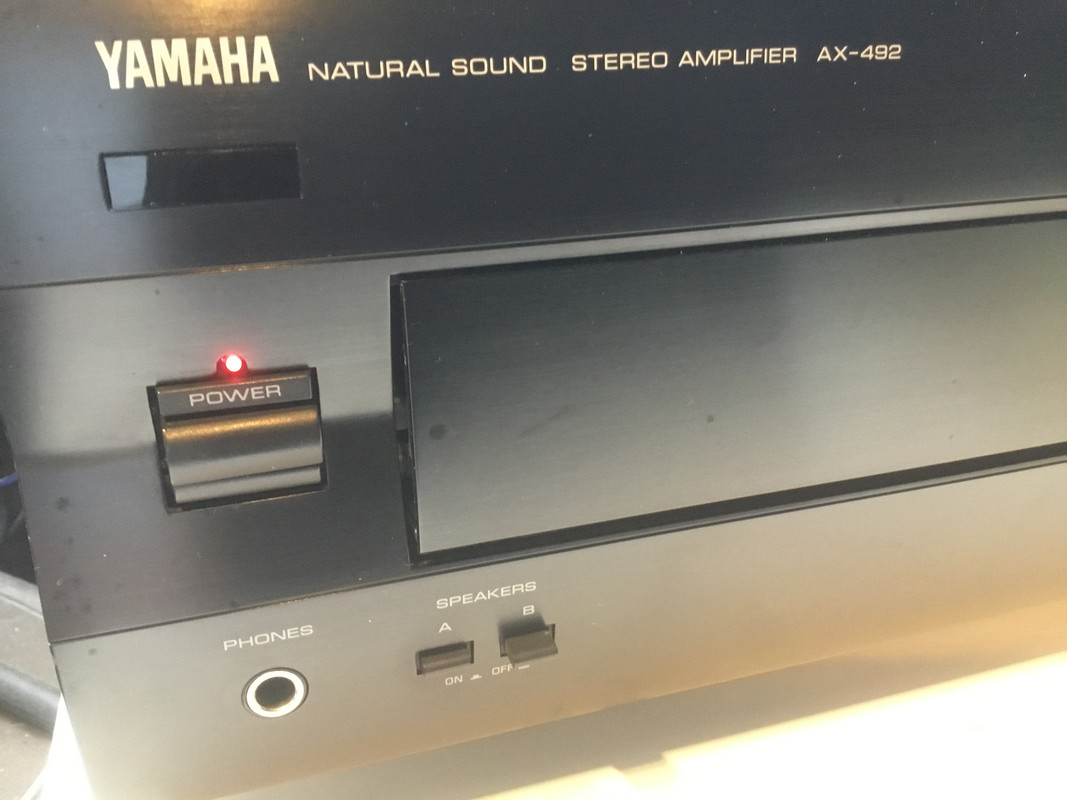 YAMAHA NATURAL SOUND STEREO AMPLIFIER AX-492
POWER
SPEAKERS
A B
ON OFF
PHONES